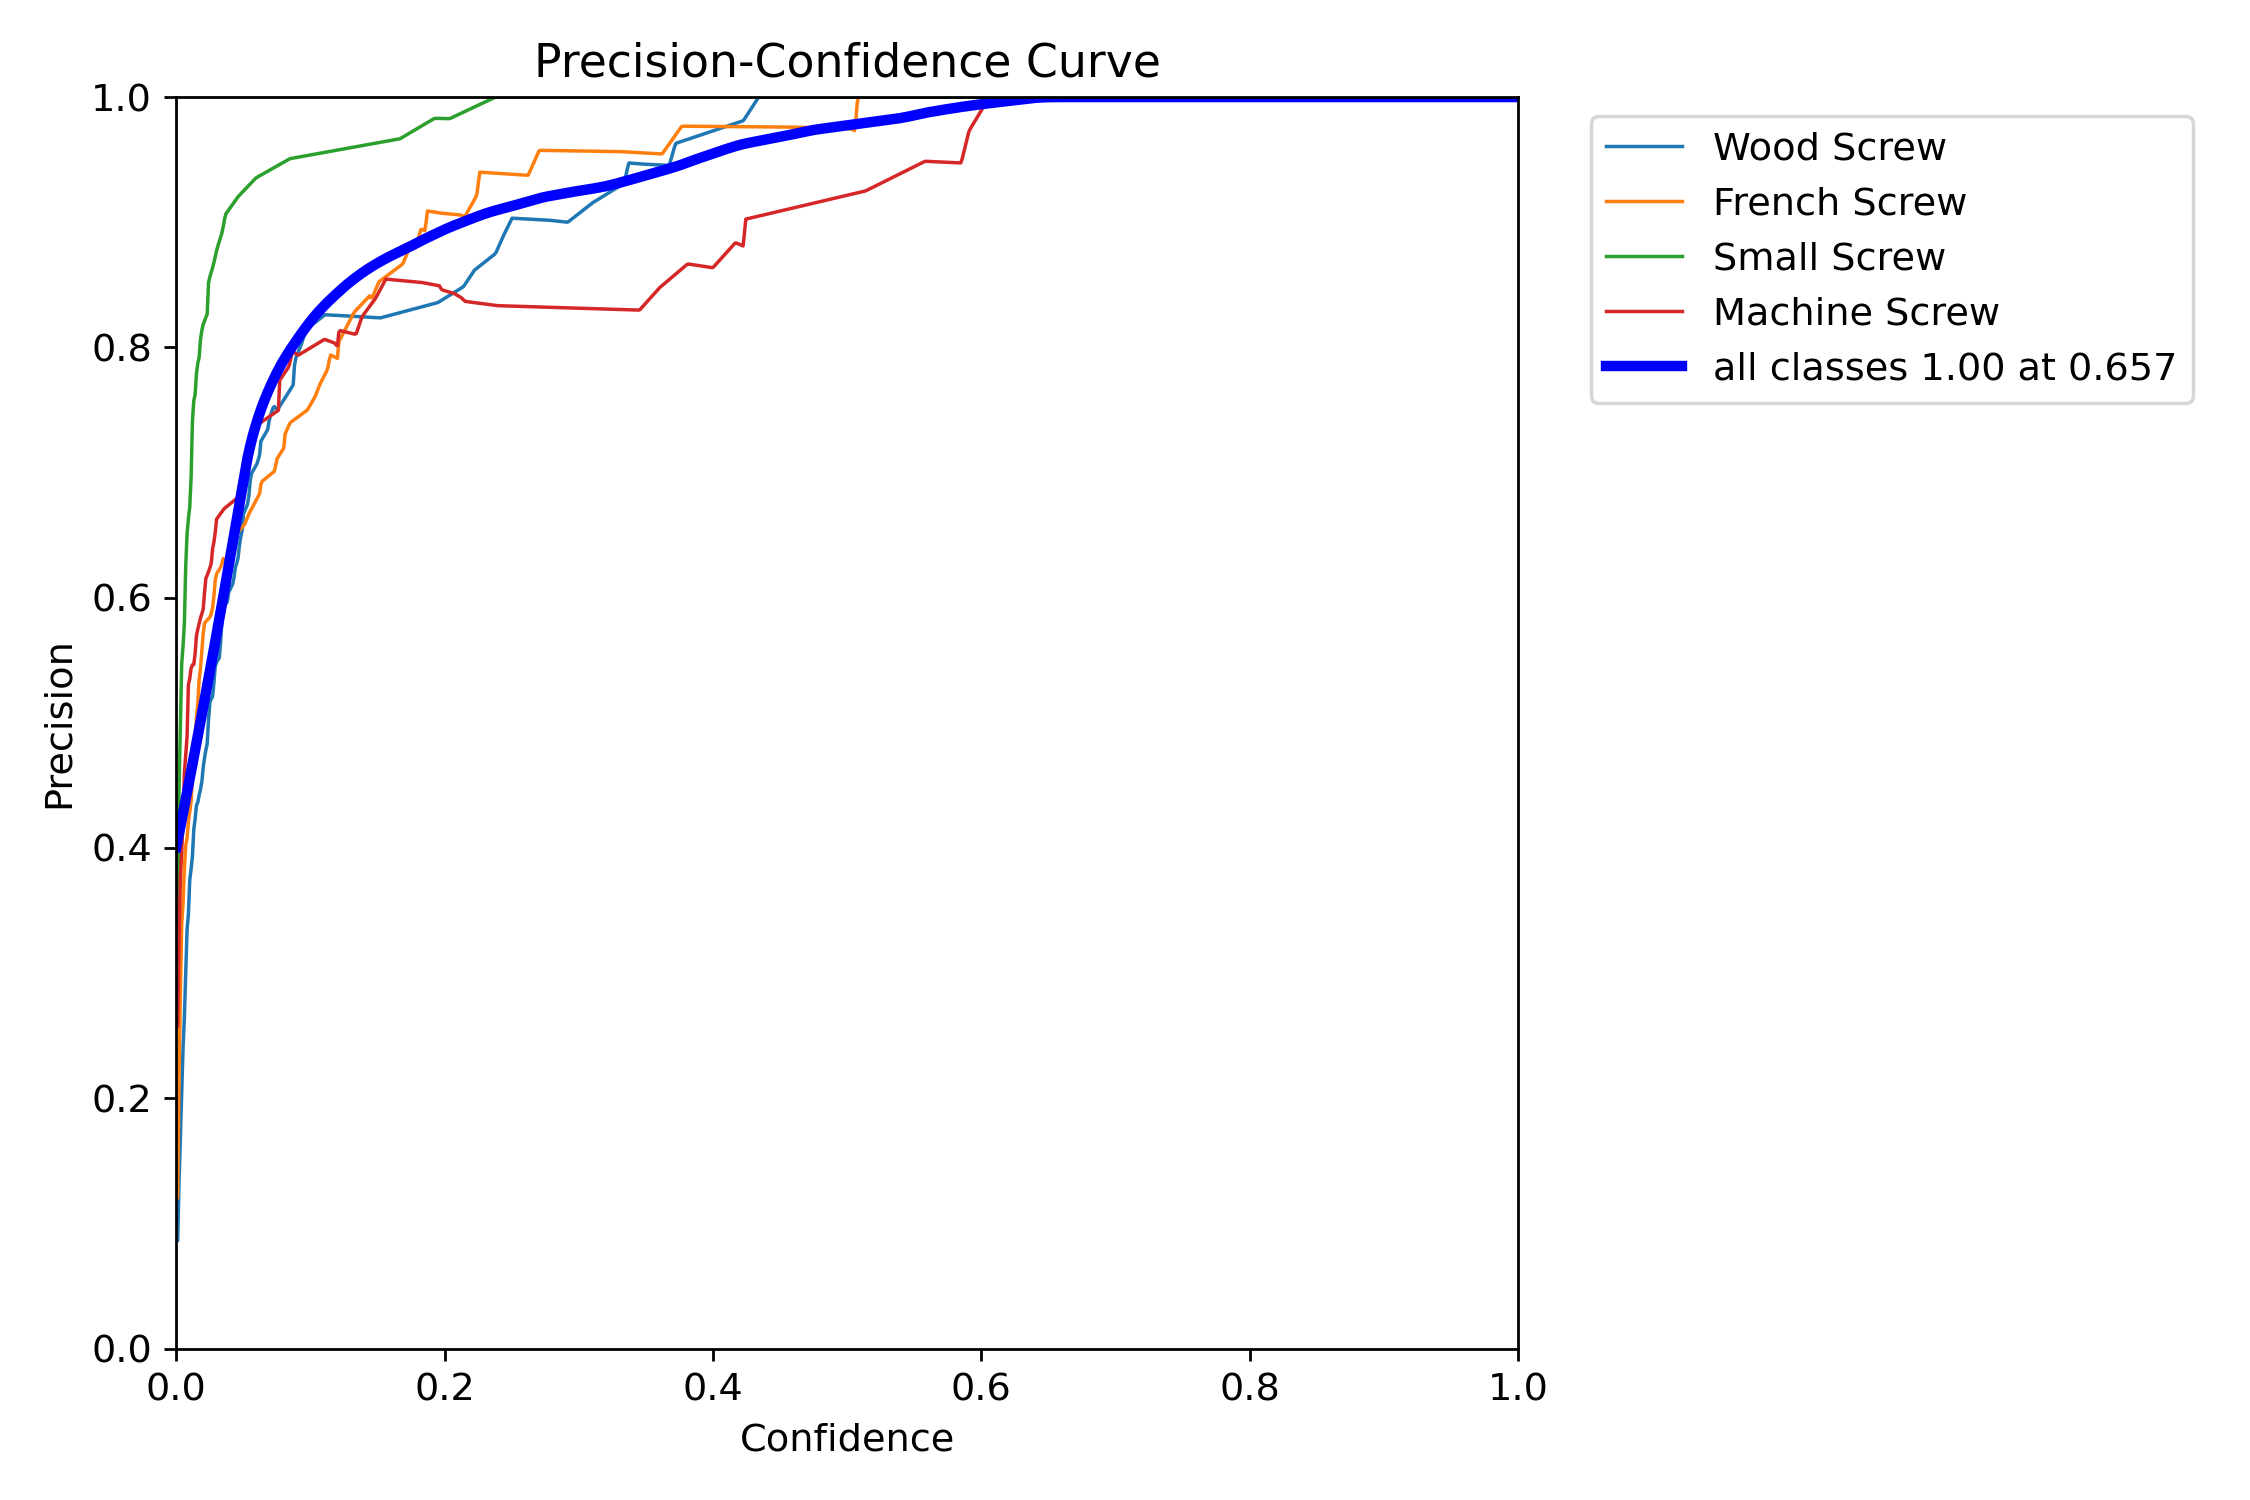 Precision-Confidence Curve
1.0
0.8
0.6
0.4
0.2
0.0
Precision
0.0 0.2 0.4 0.6 0.8 1.0
Confidence
Wood Screw
French Screw
Small Screw
Machine Screw
all classes 1.00 at 0.657